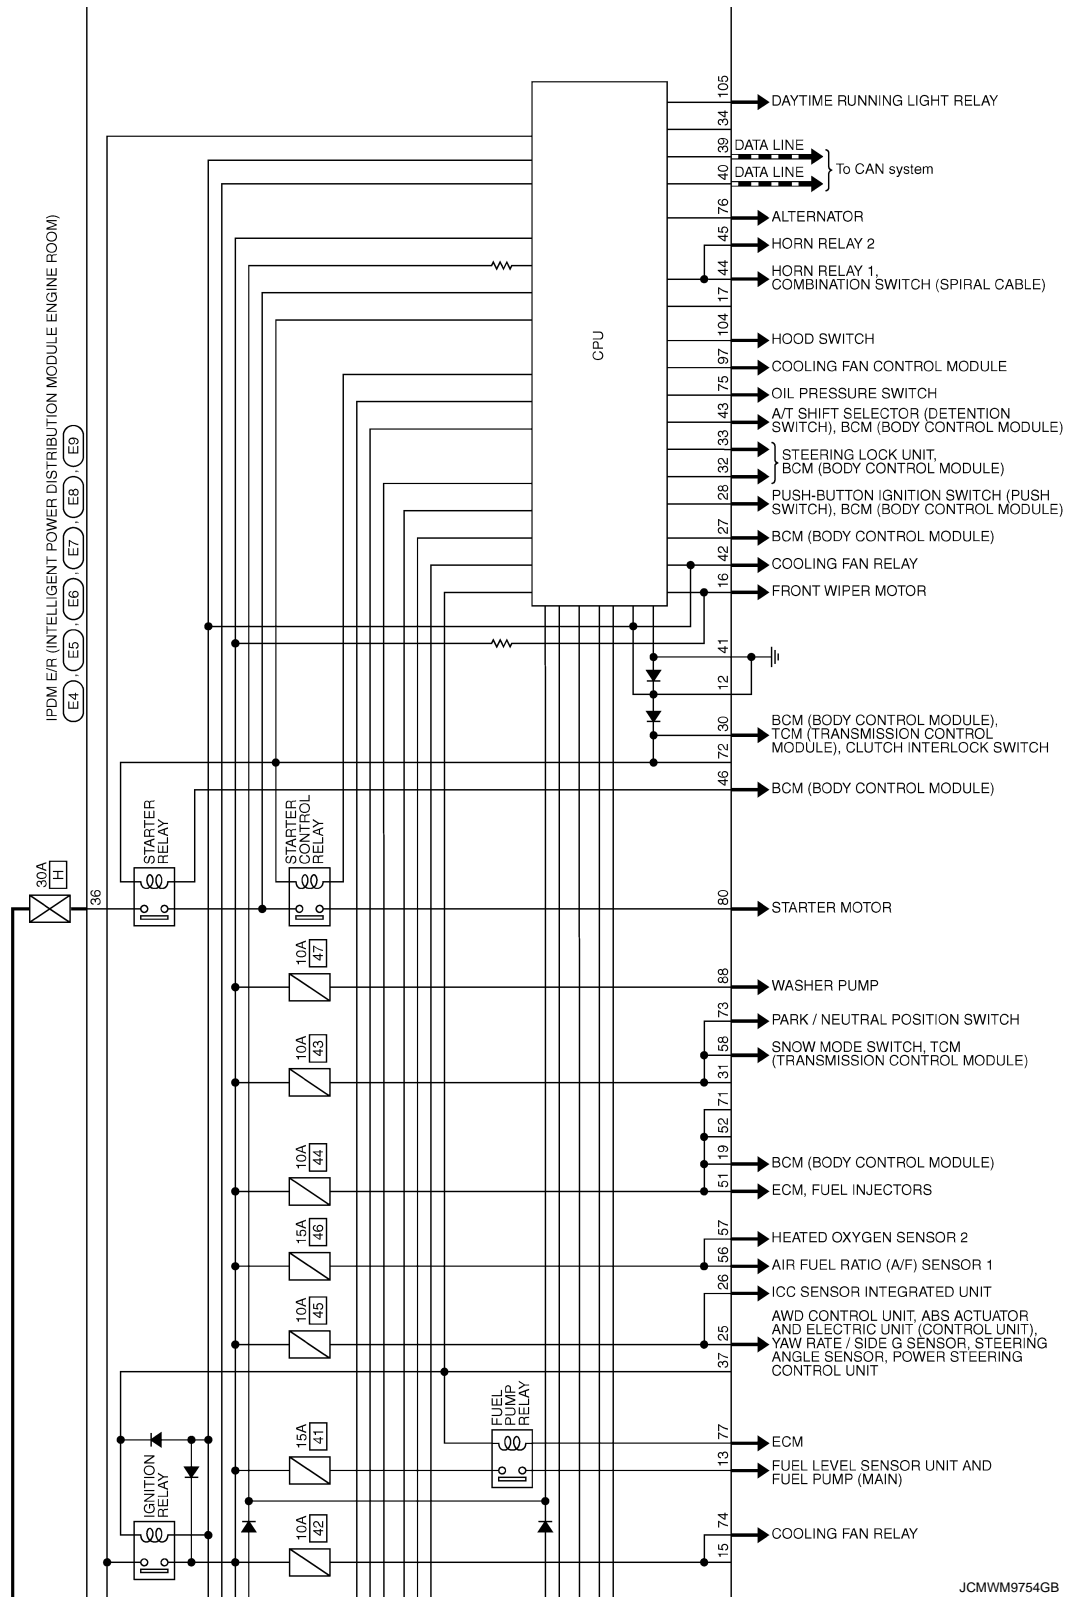 105
DAYTIME RUNNING LIGHT RELAY
34
39
DATA LINE
40
DATA LINE
To CAN system
76
ALTERNATOR
45
HORN RELAY 2
44
HORN RELAY 1,
COMBINATION SWITCH (SPIRAL CABLE)
17
104
HOOD SWITCH
97
COOLING FAN CONTROL MODULE
75
OIL PRESSURE SWITCH
43
A/T SHIFT SELECTOR (DETENTION
SWITCH), BCM (BODY CONTROL MODULE)
33
32
STEERING LOCK UNIT,
BCM (BODY CONTROL MODULE)
28
PUSH-BUTTON IGNITION SWITCH (PUSH
SWITCH), BCM (BODY CONTROL MODULE)
27
BCM (BODY CONTROL MODULE)
42
COOLING FAN RELAY
16
FRONT WIPER MOTOR
CPU
IPDM E/R (INTELLIGENT POWER DISTRIBUTION MODULE ENGINE ROOM)
E4 , E5 , E6 , E7 , E8 , E9
41
12
30
BCM (BODY CONTROL MODULE),
TCM (TRANSMISSION CONTROL
MODULE), CLUTCH INTERLOCK SWITCH
72
46
BCM (BODY CONTROL MODULE)
STARTER
RELAY
STARTER
CONTROL
RELAY
30A
H
36
80
STARTER MOTOR
10A
47
88
WASHER PUMP
73
PARK / NEUTRAL POSITION SWITCH
10A
43
58
SNOW MODE SWITCH, TCM
(TRANSMISSION CONTROL MODULE)
31
71
52
10A
44
19
BCM (BODY CONTROL MODULE)
51
ECM, FUEL INJECTORS
15A
46
57
HEATED OXYGEN SENSOR 2
56
AIR FUEL RATIO (A/F) SENSOR 1
26
ICC SENSOR INTEGRATED UNIT
10A
45
25
AWD CONTROL UNIT, ABS ACTUATOR
AND ELECTRIC UNIT (CONTROL UNIT),
YAW RATE / SIDE G SENSOR, STEERING
ANGLE SENSOR, POWER STEERING
CONTROL UNIT
37
FUEL
PUMP
RELAY
77
ECM
15A
41
13
FUEL LEVEL SENSOR UNIT AND
FUEL PUMP (MAIN)
IGNITION
RELAY
10A
42
74
COOLING FAN RELAY
15
JCMWM9754GB